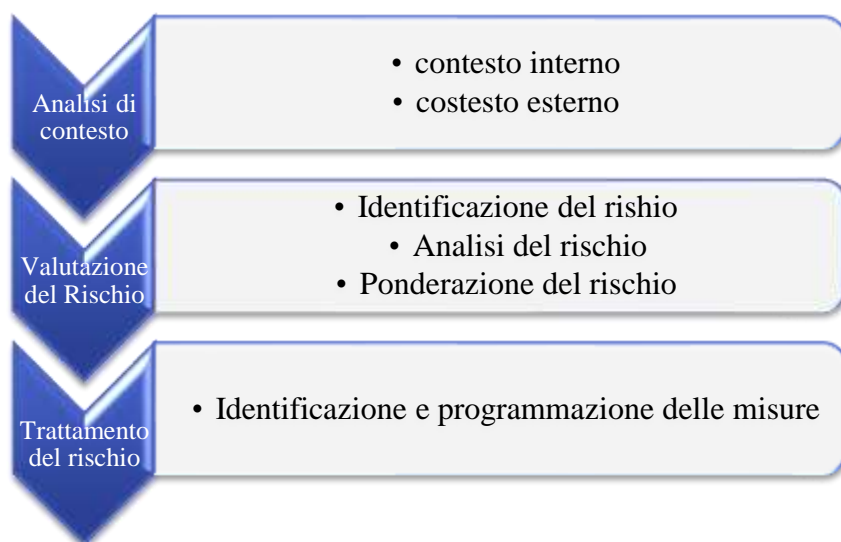 Analisi di
contesto
• contesto interno
• costesto esterno
Valutazione
del Rischio
• Identificazione del rishio
• Analisi del rischio
• Ponderazione del rischio
Trattamento
del rischio
• Identificazione e programmazione delle misure